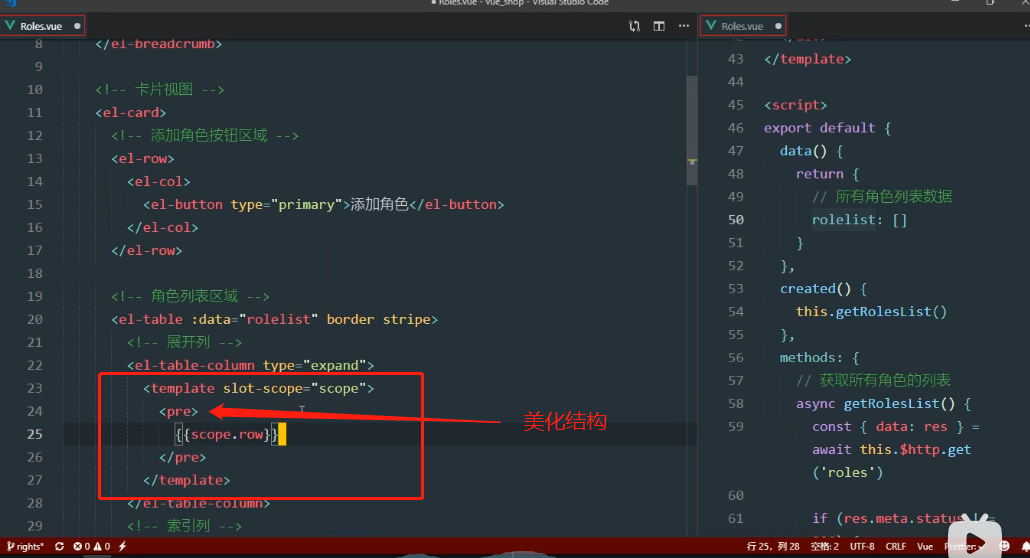 ● Roles.vue - vue_shop - Visual Studio Code
Roles.vue ●
8 </el-breadcrumb>
9
10 <!-- 卡片视图 -->
11 <el-card>
12 <!-- 添加角色按钮区域 -->
13 <el-row>
14 <el-col>
15 <el-button type="primary">添加角色</el-button>
16 </el-col>
17 </el-row>
18
19 <!-- 角色列表区域 -->
20 <el-table :data="rolelist" border stripe>
21 <!-- 展开列 -->
22 <el-table-column type="expand">
23 <template slot-scope="scope">
24 <pre>
25 {{scope.row}}
26 </pre>
27 </template>
28 </el-table-column>
29 <!-- 索引列 -->
美化结构
Roles.vue ●
43 </template>
44
45 <script>
46 export default {
47 data() {
48 return {
49 // 所有角色列表数据
50 rolelist: []
51 }
52 },
53 created() {
54 this.getRolesList()
55 },
56 methods: {
57 // 获取所有角色的列表
58 async getRolesList() {
59 const { data: res } =
await this.$http.get
('roles')
60
61 if (res.meta.status
rights* 0 0 行 25，列 28 空格: 2 UTF-8 CRLF Vue Prettier: ✓